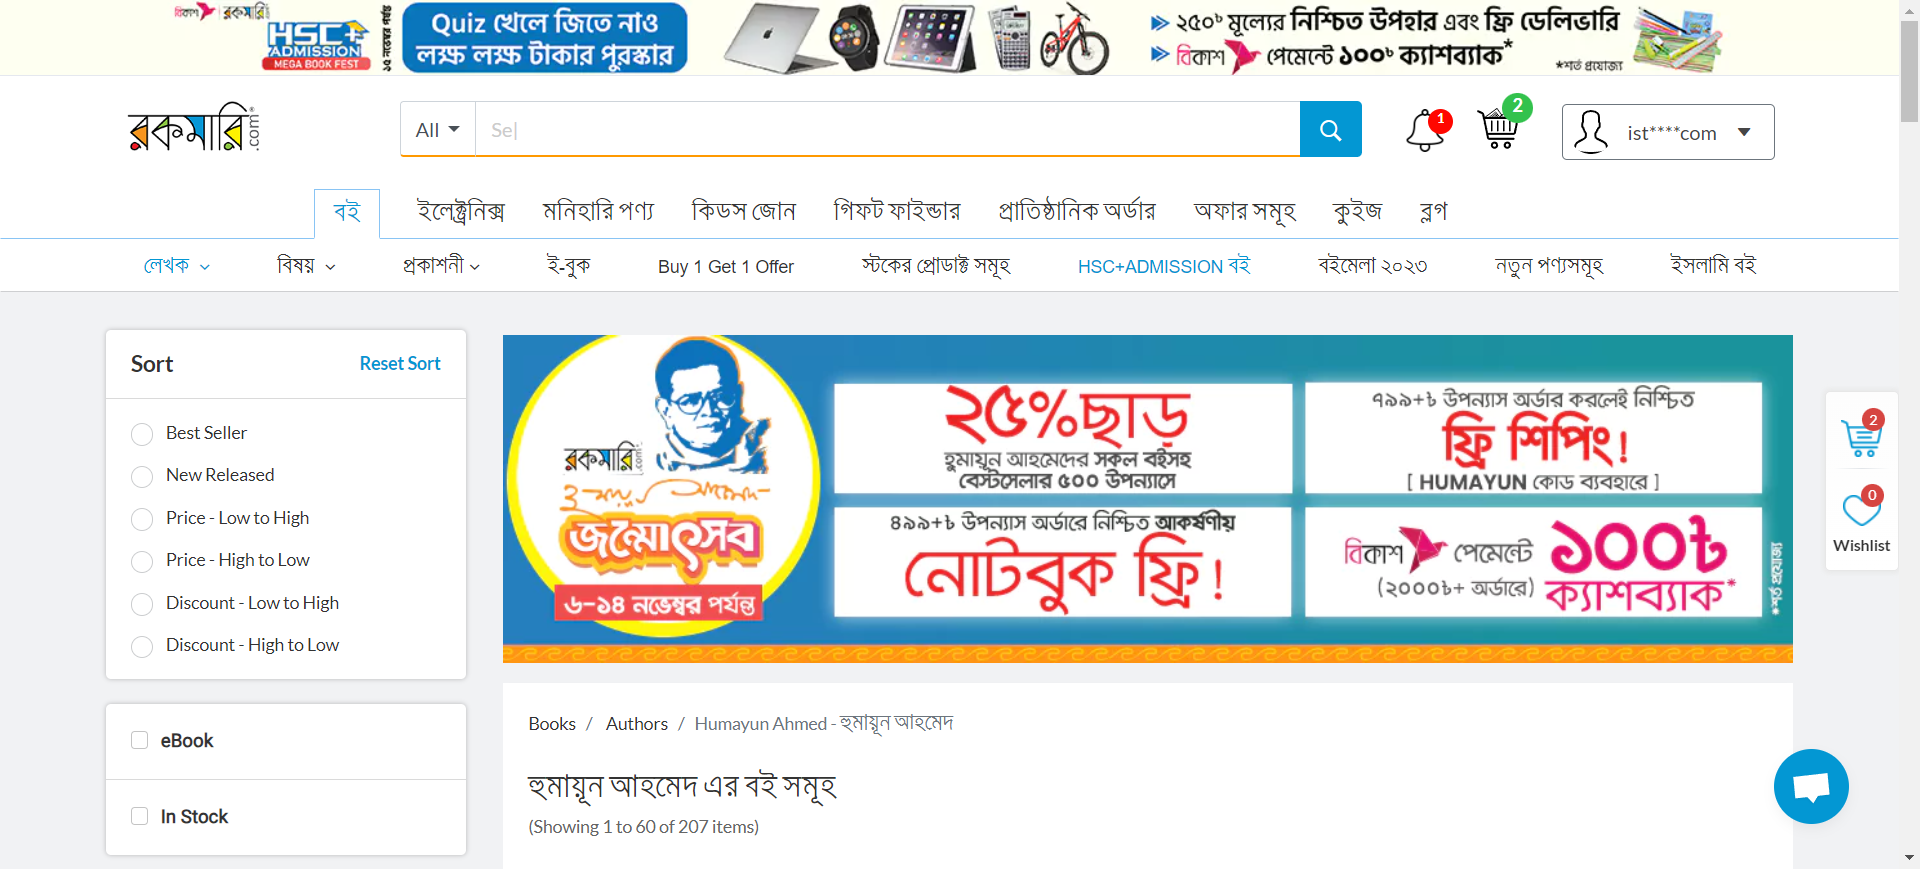 বিকাশ রকমারি
HSC+
ADMISSION
MEGA BOOK FEST
১৫ নভেম্বর পর্যন্ত
Quiz খেলে জিতে নাও
লক্ষ লক্ষ টাকার পুরস্কার
২৫০৳ মূল্যের নিশ্চিত উপহার এবং ফ্রি ডেলিভারি
বিকাশ পেমেন্টে ১০০৳ ক্যাশব্যাক*
*শর্ত প্রযোজ্য
রকমারি.com
All
Se
1
2
ist****com
বই ইলেক্ট্রনিক্স মনিহারি পণ্য কিডস জোন গিফট ফাইন্ডার প্রাতিষ্ঠানিক অর্ডার অফার সমূহ কুইজ ব্লগ
লেখক বিষয় প্রকাশনী ই-বুক Buy 1 Get 1 Offer স্টকের প্রোডাক্ট সমূহ HSC+ADMISSION বই বইমেলা ২০২৩ নতুন পণ্যসমূহ ইসলামি বই
Sort Reset Sort
Best Seller
New Released
Price - Low to High
Price - High to Low
Discount - Low to High
Discount - High to Low
eBook
In Stock
রকমারি.com
হুমায়ূন আহমেদ
জন্মোৎসব
৬-১৪ নভেম্বর পর্যন্ত
২৫%ছাড়
হুমায়ূন আহমেদের সকল বইসহ
বেস্টসেলার ৫০০ উপন্যাসে
৭৯৯+৳ উপন্যাস অর্ডার করলেই নিশ্চিত
ফ্রি শিপিং!
[ HUMAYUN কোড ব্যবহারে ]
৪৯৯+৳ উপন্যাস অর্ডারে নিশ্চিত আকর্ষণীয়
নোটবুক ফ্রি!
বিকাশ পেমেন্টে
(২০০০৳+ অর্ডারে)
১০০৳
ক্যাশব্যাক*
*শর্ত প্রযোজ্য
2
0
Wishlist
Books / Authors / Humayun Ahmed - হুমায়ূন আহমেদ
হুমায়ূন আহমেদ এর বই সমূহ
(Showing 1 to 60 of 207 items)